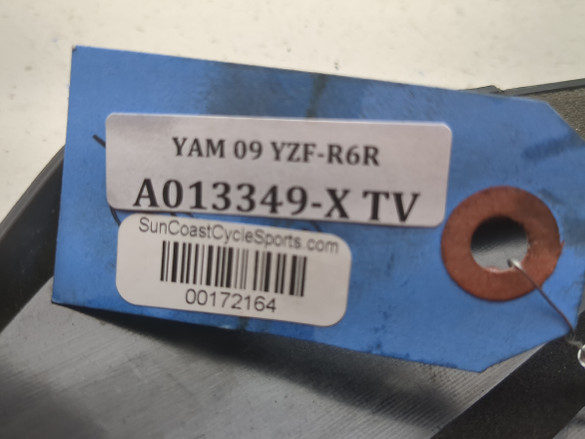 YAM 09 YZF-R6R
A013349-X TV
SunCoastCycleSports.com
00172164